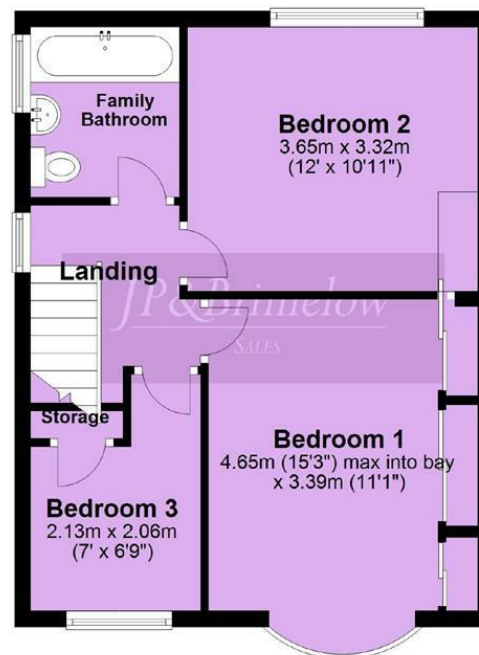 Family
Bathroom
Bedroom 2
3.65m x 3.32m
(12' x 10'11")
Landing
JP&Brimelow
SALES
Storage
Bedroom 1
4.65m (15'3") max into bay
x 3.39m (11'1")
Bedroom 3
2.13m x 2.06m
(7' x 6'9")